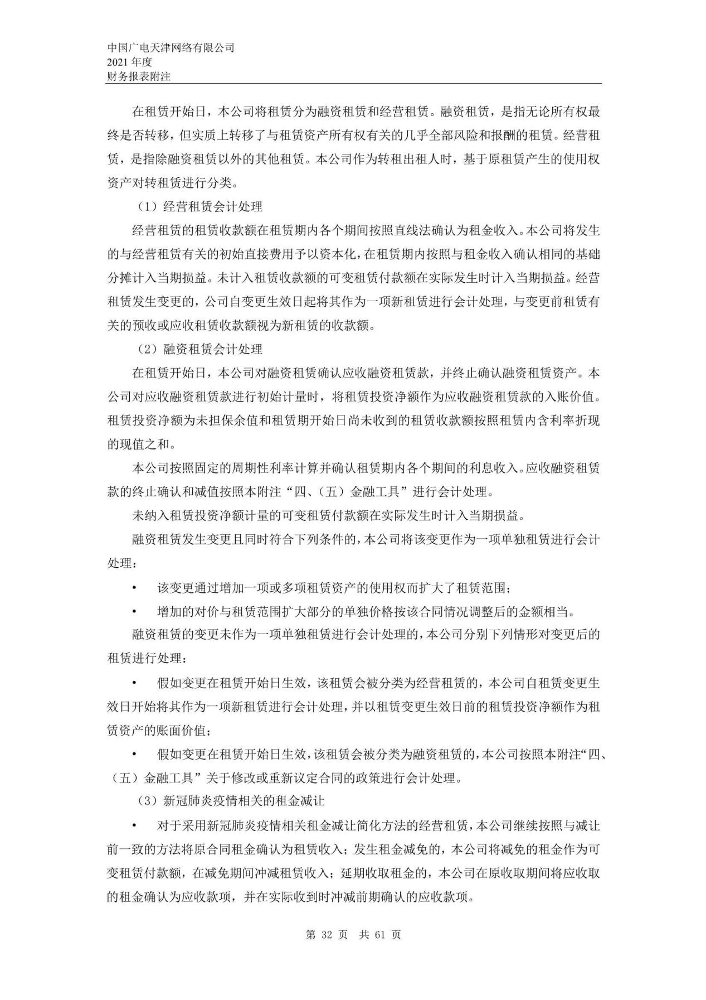 中国广电天津网络有限公司
2021 年度
财务报表附注
在租赁开始日，本公司将租赁分为融资租赁和经营租赁。融资租赁，是指无论所有权最
终是否转移，但实质上转移了与租赁资产所有权有关的几乎全部风险和报酬的租赁。经营租
赁，是指除融资租赁以外的其他租赁。本公司作为转租出租人时，基于原租赁产生的使用权
资产对转租赁进行分类。
（1）经营租赁会计处理
经营租赁的租赁收款额在租赁期内各个期间按照直线法确认为租金收入。本公司将发生
的与经营租赁有关的初始直接费用予以资本化，在租赁期内按照与租金收入确认相同的基础
分摊计入当期损益。未计入租赁收款额的可变租赁付款额在实际发生时计入当期损益。经营
租赁发生变更的，公司自变更生效日起将其作为一项新租赁进行会计处理，与变更前租赁有
关的预收或应收租赁收款额视为新租赁的收款额。
（2）融资租赁会计处理
在租赁开始日，本公司对融资租赁确认应收融资租赁款，并终止确认融资租赁资产。本
公司对应收融资租赁款进行初始计量时，将租赁投资净额作为应收融资租赁款的入账价值。
租赁投资净额为未担保余值和租赁期开始日尚未收到的租赁收款额按照租赁内含利率折现
的现值之和。
本公司按照固定的周期性利率计算并确认租赁期内各个期间的利息收入。应收融资租赁
款的终止确认和减值按照本附注“四、（五）金融工具”进行会计处理。
未纳入租赁投资净额计量的可变租赁付款额在实际发生时计入当期损益。
融资租赁发生变更且同时符合下列条件的，本公司将该变更作为一项单独租赁进行会计
处理：
• 该变更通过增加一项或多项租赁资产的使用权而扩大了租赁范围；
• 增加的对价与租赁范围扩大部分的单独价格按该合同情况调整后的金额相当。
融资租赁的变更未作为一项单独租赁进行会计处理的，本公司分别下列情形对变更后的
租赁进行处理：
• 假如变更在租赁开始日生效，该租赁会被分类为经营租赁的，本公司自租赁变更生
效日开始将其作为一项新租赁进行会计处理，并以租赁变更生效日前的租赁投资净额作为租
赁资产的账面价值；
• 假如变更在租赁开始日生效，该租赁会被分类为融资租赁的，本公司按照本附注“四、
（五）金融工具”关于修改或重新议定合同的政策进行会计处理。
（3）新冠肺炎疫情相关的租金减让
• 对于采用新冠肺炎疫情相关租金减让简化方法的经营租赁，本公司继续按照与减让
前一致的方法将原合同租金确认为租赁收入；发生租金减免的，本公司将减免的租金作为可
变租赁付款额，在减免期间冲减租赁收入；延期收取租金的，本公司在原收取期间将应收取
的租金确认为应收款项，并在实际收到时冲减前期确认的应收款项。
第 32 页 共 61 页